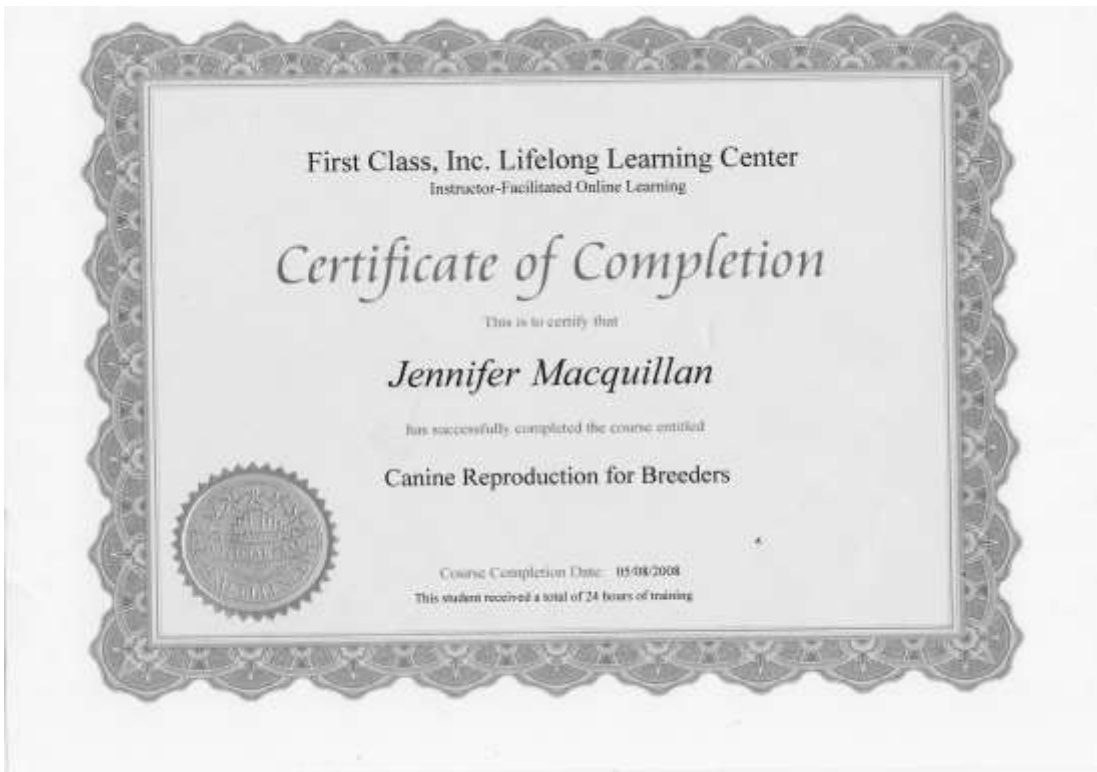 First Class, Inc. Lifelong Learning Center
Instructor-Facilitated Online Learning
Certificate of Completion
This is to certify that
Jennifer Macquillan
has successfully completed the course entitled
Canine Reproduction for Breeders
Course Completion Date: 05/08/2008
This student received a total of 24 hours of training